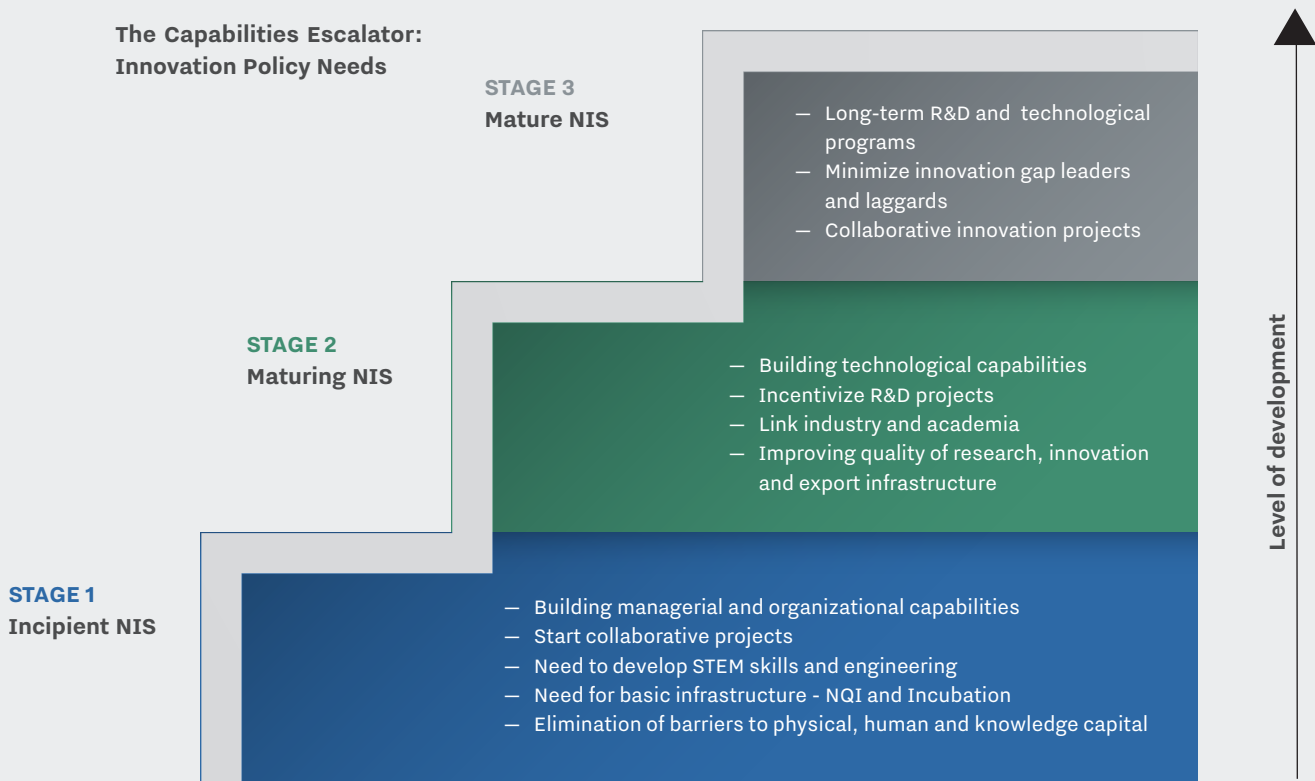 The Capabilities Escalator:
Innovation Policy Needs
STAGE 3
Mature NIS
— Long-term R&D and technological
programs
— Minimize innovation gap leaders
and laggards
— Collaborative innovation projects
STAGE 2
Maturing NIS
— Building technological capabilities
— Incentivize R&D projects
— Link industry and academia
— Improving quality of research, innovation
and export infrastructure
STAGE 1
Incipient NIS
— Building managerial and organizational capabilities
— Start collaborative projects
— Need to develop STEM skills and engineering
— Need for basic infrastructure - NQI and Incubation
— Elimination of barriers to physical, human and knowledge capital
Level of development